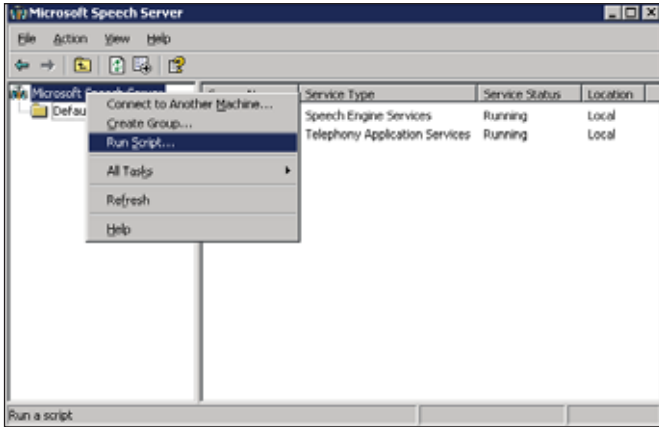 Microsoft Speech Server
File Action View Help
Microsoft Speech Server
Service Type Service Status Location
Defau
Connect to Another Machine...
Speech Engine Services Running Local
Create Group...
Telephony Application Services Running Local
Run Script...
All Tasks
Refresh
Help
Run a script